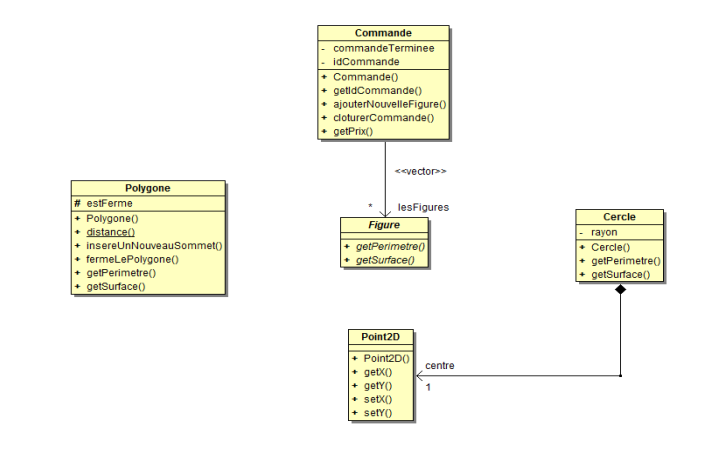 Commande
- commandeTerminee
- idCommande
+ Commande()
+ getIdCommande()
+ ajouterNouvelleFigure()
+ cloturerCommande()
+ getPrix()
<<vector>>
* lesFigures
Polygone
# estFerme
+ Polygone()
+ distance()
+ insereUnNouveauSommet()
+ fermeLePolygone()
+ getPerimetre()
+ getSurface()
Figure
+ getPerimetre()
+ getSurface()
Cercle
- rayon
+ Cercle()
+ getPerimetre()
+ getSurface()
Point2D
+ Point2D()
+ getX()
+ getY()
+ setX()
+ setY()
centre
1